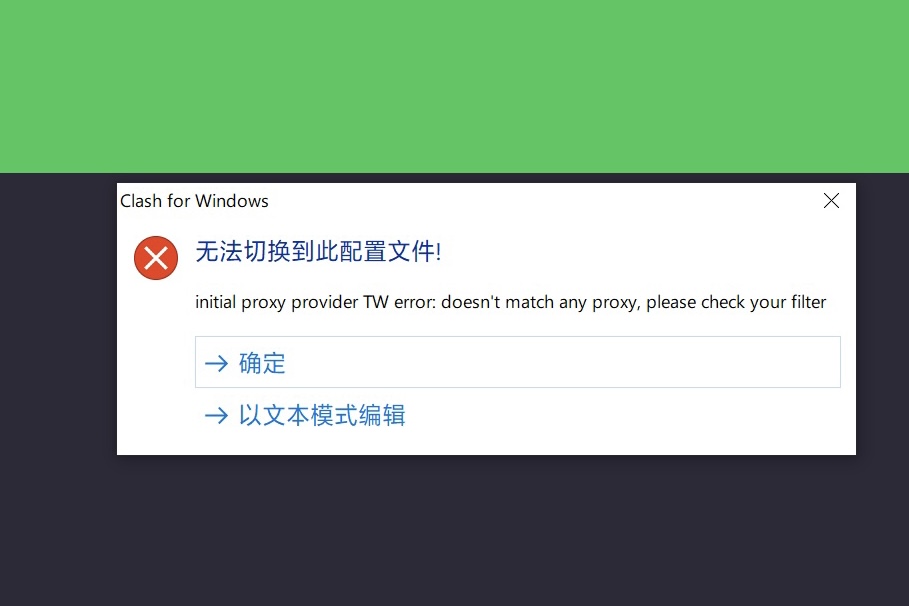 Clash for Windows
无法切换到此配置文件!
initial proxy provider TW error: doesn't match any proxy, please check your filter
确定
以文本模式编辑